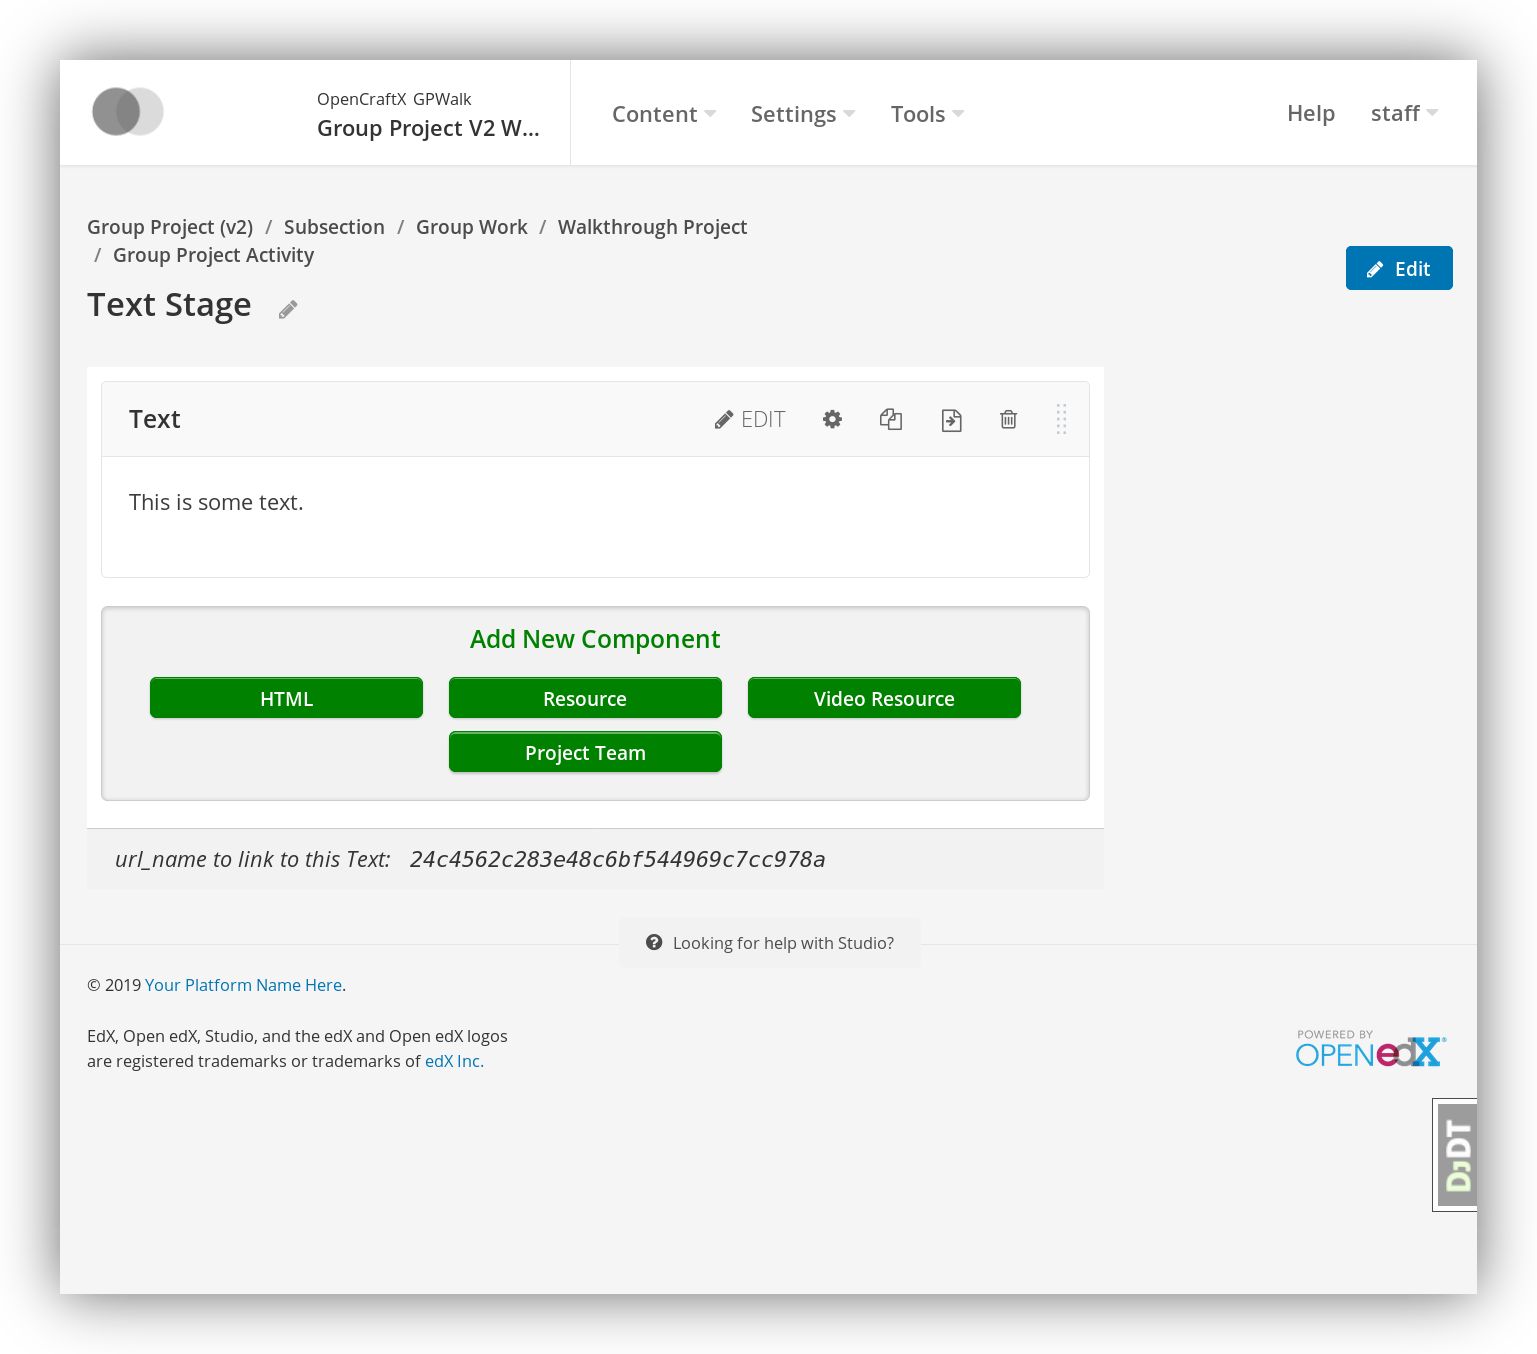 OpenCraftX GPWalk
Group Project V2 W...
Content
Settings
Tools
Help
staff
Group Project (v2) / Subsection / Group Work / Walkthrough Project
/ Group Project Activity
Edit
Text Stage
Text
EDIT
This is some text.
Add New Component
HTML
Resource
Video Resource
Project Team
url_name to link to this Text: 24c4562c283e48c6bf544969c7cc978a
Looking for help with Studio?
© 2019 Your Platform Name Here.
EdX, Open edX, Studio, and the edX and Open edX logos
are registered trademarks or trademarks of edX Inc.
POWERED BY
OPEN edX®
DJDT